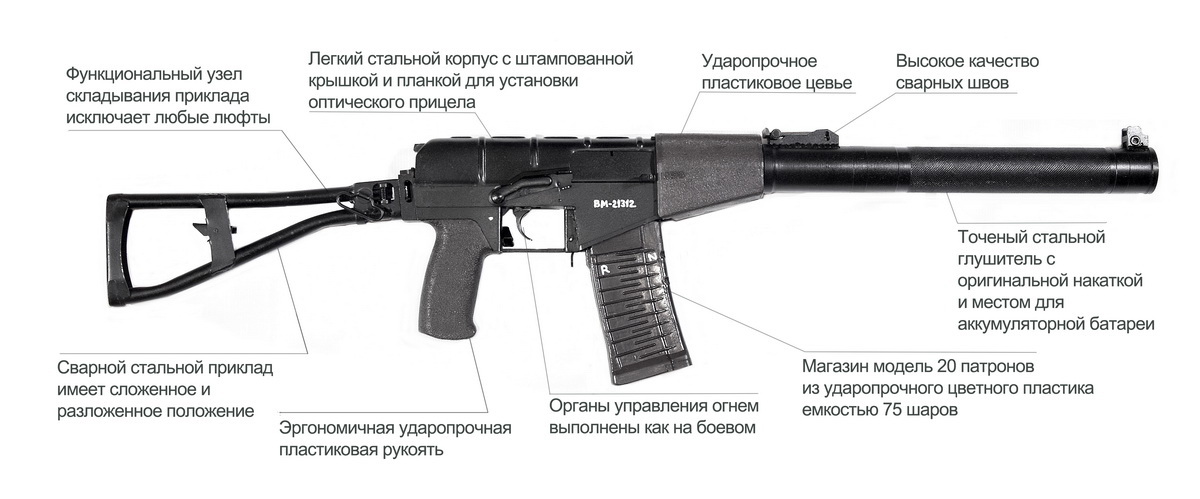 Функциональный узел
складывания приклада
исключает любые люфты
Легкий стальной корпус с штампованной
крышкой и планкой для установки
оптического прицела
Ударопрочное
пластиковое цевье
Высокое качество
сварных швов
ВМ-21312
R
Точеный стальной
глушитель с
оригинальной накаткой
и местом для
аккумуляторной батареи
Сварной стальной приклад
имеет сложенное и
разложенное положение
Эргономичная ударопрочная
пластиковая рукоять
Органы управления огнем
выполнены как на боевом
Магазин модель 20 патронов
из ударопрочного цветного пластика
емкостью 75 шаров